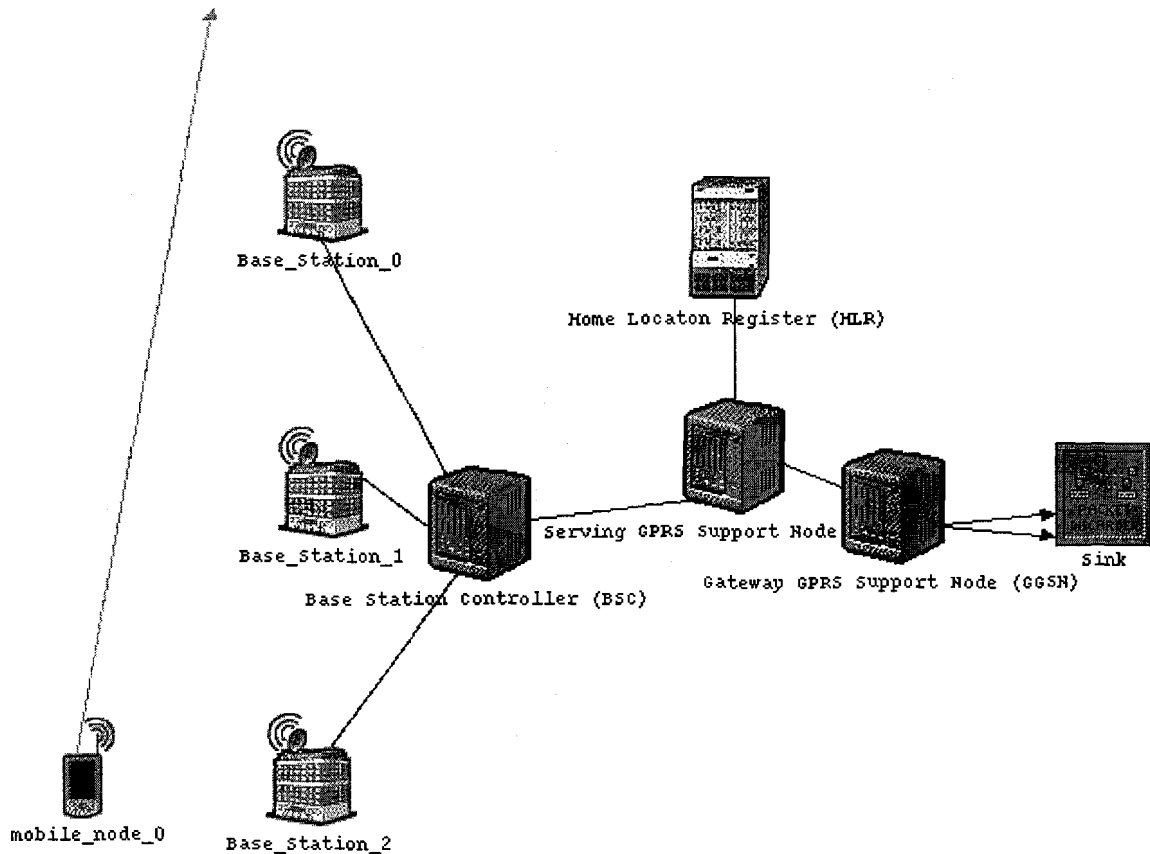 Base_Station_0
Home Locaton Register (HLR)
Base_Station_1
Serving GPRS Support Node
Sink
Gateway GPRS Support Node (GGSN)
Base Station Controller (BSC)
mobile_node_0
Base_Station_2